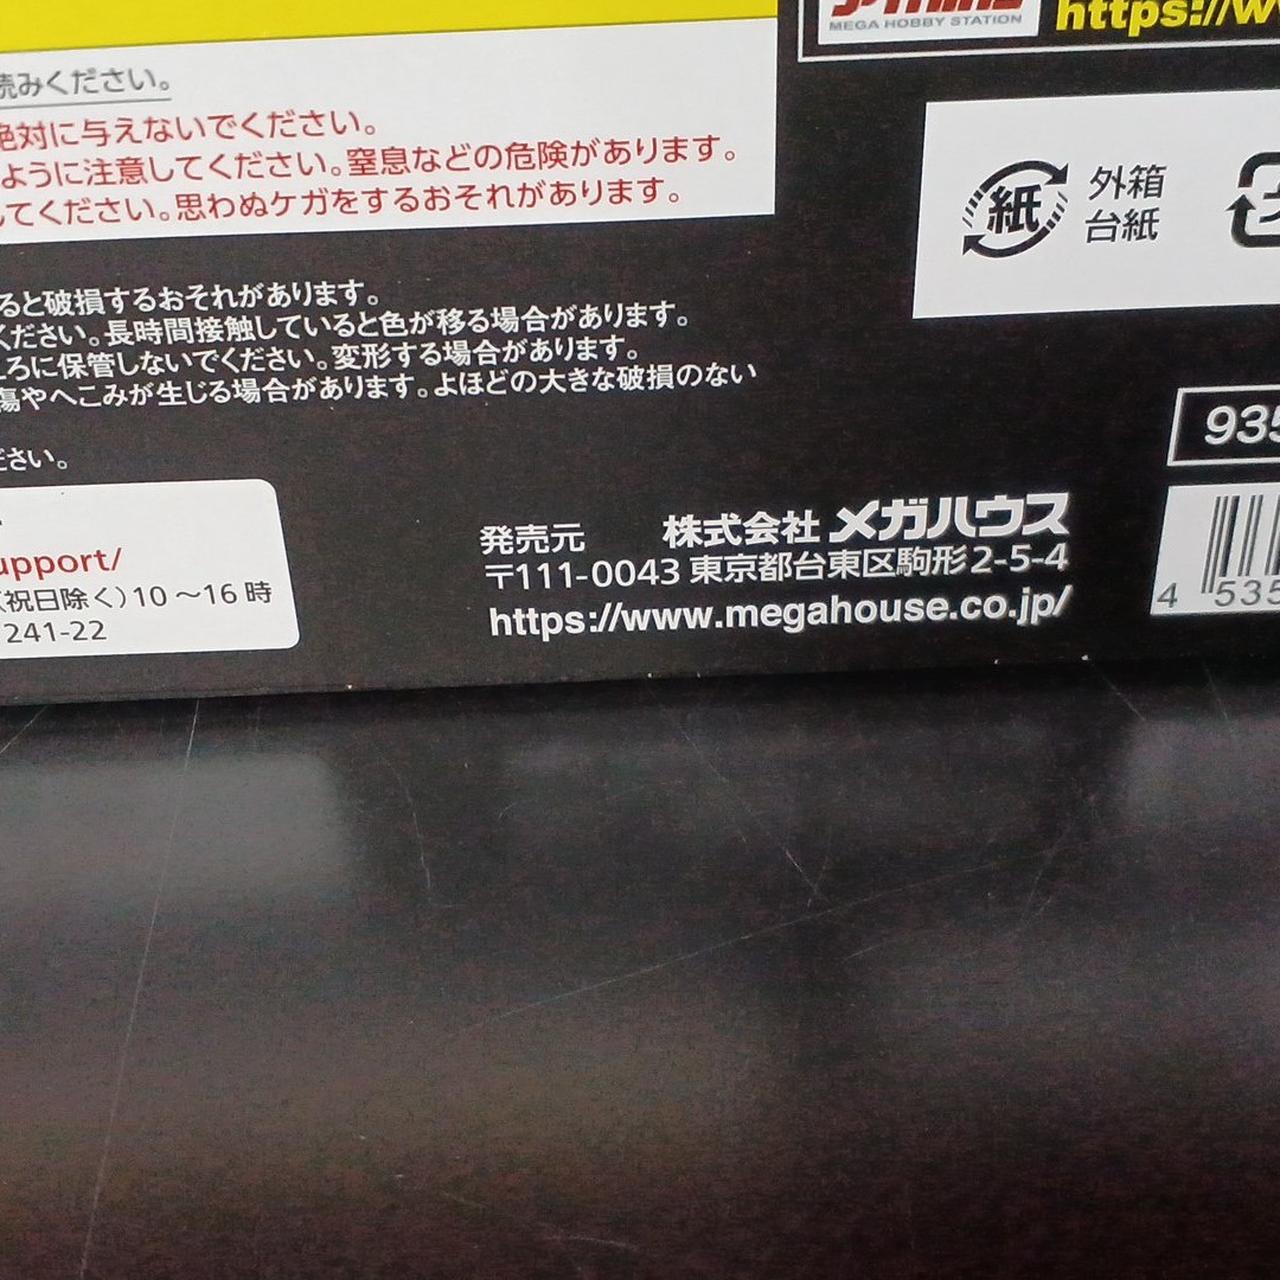 MEGA HOBBY STATION
https://w
読みください。
絶対に与えないでください。
ように注意してください。窒息などの危険があります。
してください。思わぬケガをするおそれがあります。
紙
外箱
台紙
ると破損するおそれがあります。
ください。長時間接触していると色が移る場合があります。
ころに保管しないでください。変形する場合があります。
傷やへこみが生じる場合があります。よほどの大きな破損のない
ださい。
935
upport/
(祝日除く)10～16時
241-22
発売元 株式会社メガハウス
〒111-0043 東京都台東区駒形2-5-4
https://www.megahouse.co.jp/
4 535